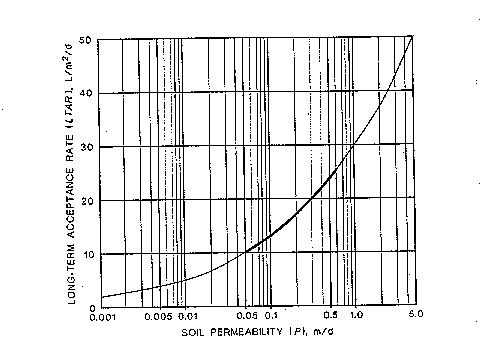 50
40
30
20
10
0
LONG-TERM ACCEPTANCE RATE (LTAR), L/m²/d
0.001 0.005 0.01 0.05 0.1 0.5 1.0 5.0
SOIL PERMEABILITY (P), m/d